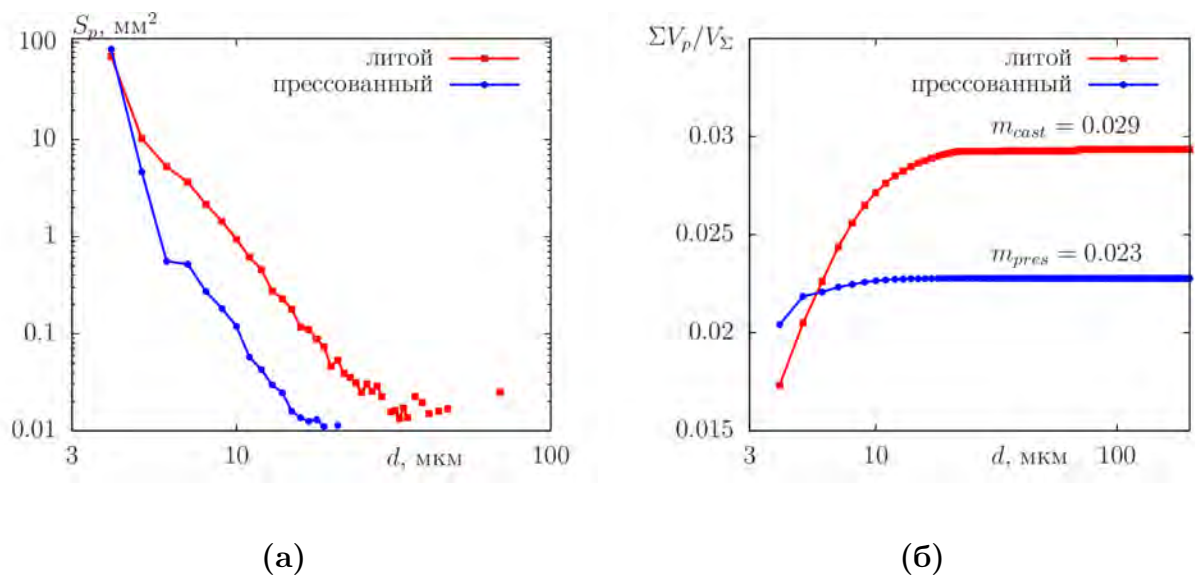 S_p, мм²
100
10
1
0.1
0.01
3
10
d, мкм
100
литой
прессованный
(а)
ΣV_p/V_Σ
0.03
0.025
0.02
0.015
3
10
d, мкм
100
литой
прессованный
m_cast = 0.029
m_pres = 0.023
(б)